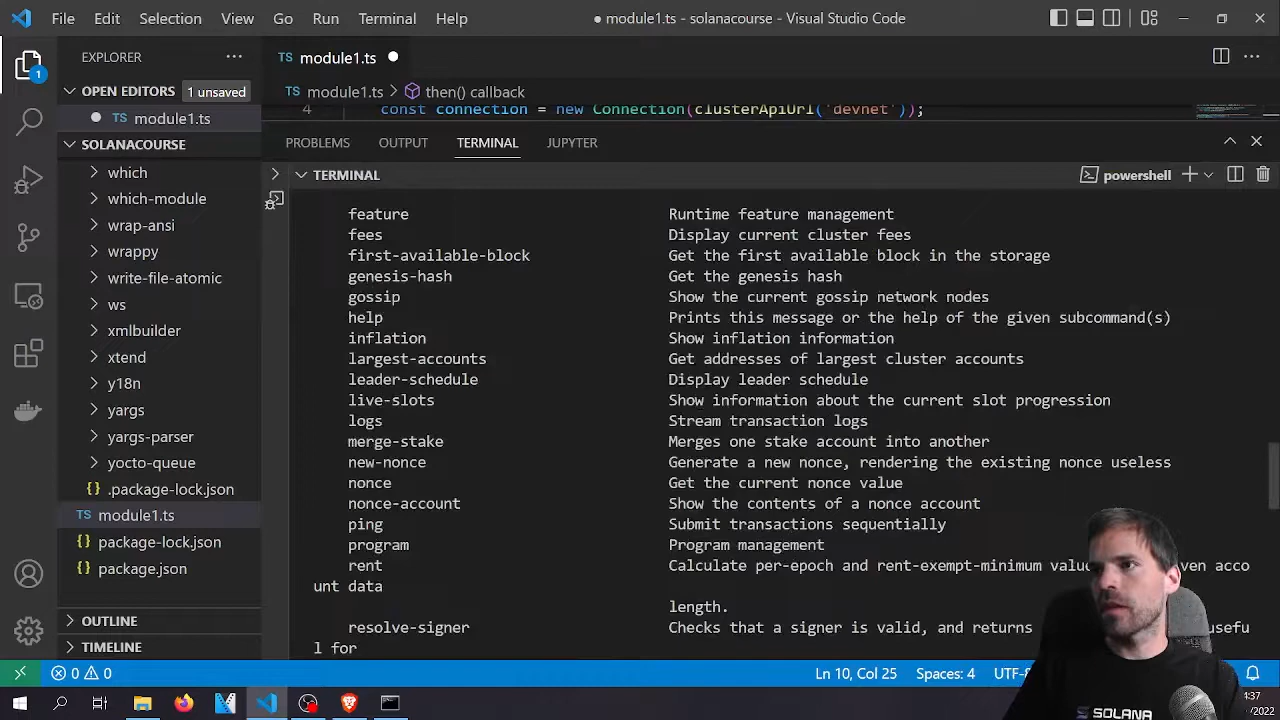 File Edit Selection View Go Run Terminal Help
● module1.ts - solanacourse - Visual Studio Code
EXPLORER
TS module1.ts
OPEN EDITORS 1 unsaved
TS module1.ts
TS module1.ts > then() callback
4 const connection = new Connection(clusterApiUrl('devnet'));
SOLANACOURSE
which
which-module
wrap-ansi
wrappy
write-file-atomic
ws
xmlbuilder
xtend
y18n
yargs
yargs-parser
yocto-queue
{} .package-lock.json
TS module1.ts
{} package-lock.json
{} package.json
OUTLINE
TIMELINE
PROBLEMS OUTPUT TERMINAL JUPYTER
TERMINAL
powershell
feature Runtime feature management
fees Display current cluster fees
first-available-block Get the first available block in the storage
genesis-hash Get the genesis hash
gossip Show the current gossip network nodes
help Prints this message or the help of the given subcommand(s)
inflation Show inflation information
largest-accounts Get addresses of largest cluster accounts
leader-schedule Display leader schedule
live-slots Show information about the current slot progression
logs Stream transaction logs
merge-stake Merges one stake account into another
new-nonce Generate a new nonce, rendering the existing nonce useless
nonce Get the current nonce value
nonce-account Show the contents of a nonce account
ping Submit transactions sequentially
program Program management
rent Calculate per-epoch and rent-exempt-minimum ven acco
unt data
length.
resolve-signer Checks that a signer is valid, and returns usefu
l for
1
0 0
Ln 10, Col 25 Spaces: 4
SOLANA
4:37
/2022